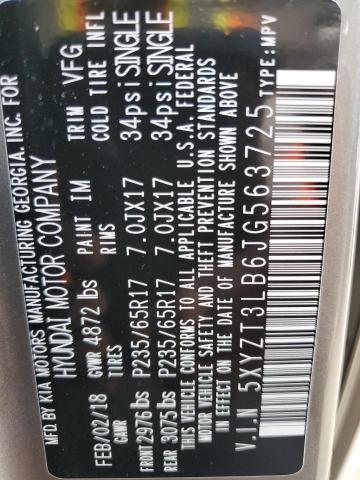 MFD BY KIA MOTORS MANUFACTURING GEORGIA, INC. FOR
HYUNDAI MOTOR COMPANY
FEB/02/18 GVWR 4872 lbs PAINT IM TRIM VFG
GAWR TIRES RIMS COLD TIRE INFL
FRONT 2976 lbs P235/65R17 7.0JX17 34psi SINGLE
REAR 3075 lbs P235/65R17 7.0JX17 34psi SINGLE
THIS VEHICLE CONFORMS TO ALL APPLICABLE U.S.A. FEDERAL
MOTOR VEHICLE SAFETY AND THEFT PREVENTION STANDARDS
IN EFFECT ON THE DATE OF MANUFACTURE SHOWN ABOVE
V.I.N 5XYZT3LB6JG563725 TYPE:MPV